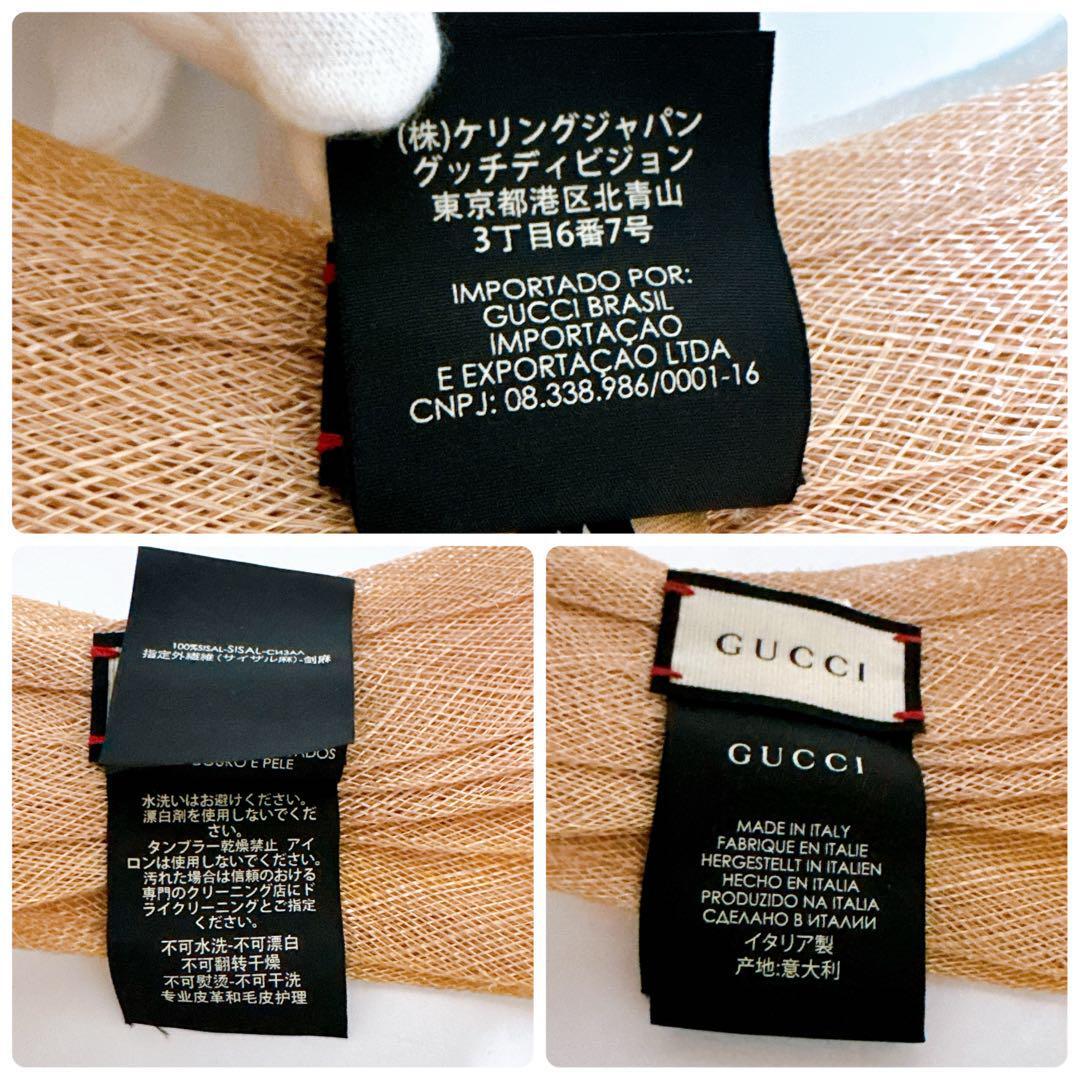 (株)ケリングジャパン
グッチディビジョン
東京都港区北青山
3丁目6番7号
IMPORTADO POR:
GUCCI BRASIL
IMPORTAÇAO
E EXPORTAÇAO LTDA
CNPJ: 08.338.986/0001-16
100%SISAL-SISAL-СИЗАЛ
指定外繊維(サイザル麻)-剑麻
E PELE
水洗いはお避けください。
漂白剤を使用しないでくだ
さい。
タンブラー乾燥禁止 アイ
ロンは使用しないでください。
汚れた場合は信頼のおける
専門のクリーニング店にド
ライクリーニングとご指定
ください。
不可水洗-不可漂白
不可翻转干燥
不可熨烫-不可干洗
专业皮革和毛皮护理
GUCCI
GUCCI
MADE IN ITALY
FABRIQUE EN ITALIE
HERGESTELLT IN ITALIEN
HECHO EN ITALIA
PRODUZIDO NA ITALIA
СДЕЛАНО В ИТАЛИИ
イタリア製
产地:意大利